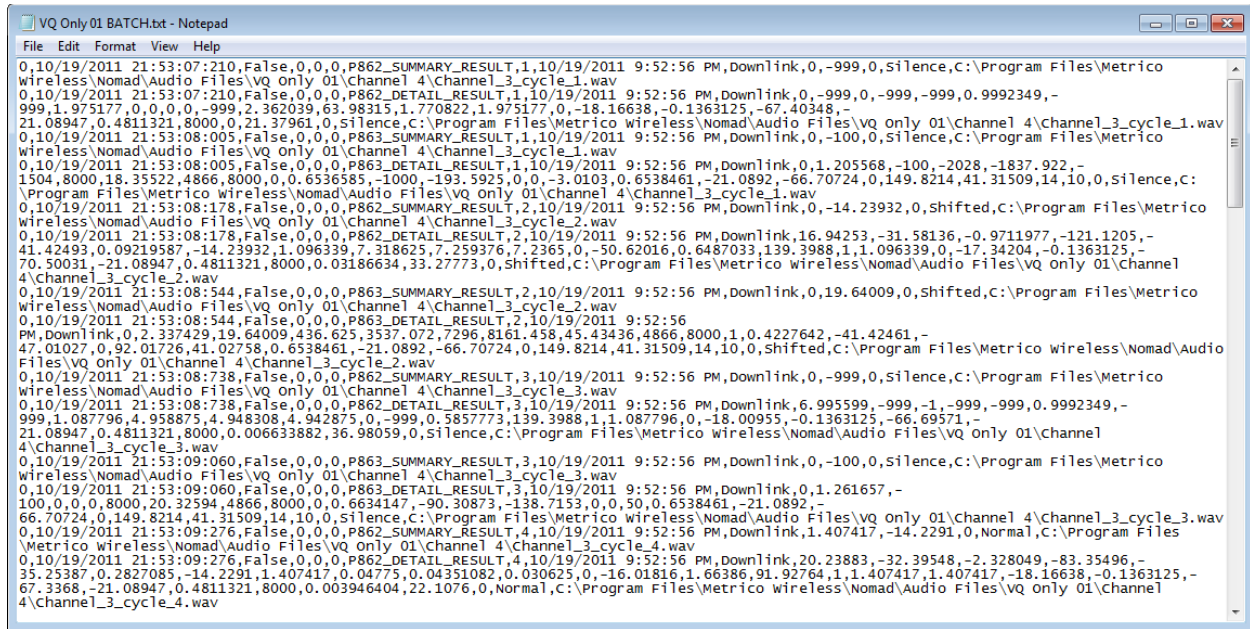 VQ Only 01 BATCH.txt - Notepad
File Edit Format View Help
0,10/19/2011 21:53:07:210,False,0,0,0,P862_SUMMARY_RESULT,1,10/19/2011 9:52:56 PM,Downlink,0,-999,0,Silence,C:\Program Files\Metrico
Wireless\Nomad\Audio Files\VQ Only 01\Channel 4\Channel_3_cycle_1.wav
0,10/19/2011 21:53:07:210,False,0,0,0,P862_DETAIL_RESULT,1,10/19/2011 9:52:56 PM,Downlink,0,-999,0,-999,-999,0.9992349,-
999,1.975177,0,0,0,0,-999,2.362039,63.98315,1.770822,1.975177,0,-18.16638,-0.1363125,-67.40348,-
21.08947,0.4811321,8000,0,21.37961,0,Silence,C:\Program Files\Metrico Wireless\Nomad\Audio Files\VQ Only 01\Channel 4\Channel_3_cycle_1.wav
0,10/19/2011 21:53:08:005,False,0,0,0,P863_SUMMARY_RESULT,1,10/19/2011 9:52:56 PM,Downlink,0,-100,0,Silence,C:\Program Files\Metrico
Wireless\Nomad\Audio Files\VQ Only 01\Channel 4\Channel_3_cycle_1.wav
0,10/19/2011 21:53:08:005,False,0,0,0,P863_DETAIL_RESULT,1,10/19/2011 9:52:56 PM,Downlink,0,1.205568,-100,-2028,-1837.922,-
1504,8000,18.35522,4866,8000,0,0.6536585,-1000,-193.5925,0,0,-3.0103,0.6538461,-21.0892,-66.70724,0,149.8214,41.31509,14,10,0,Silence,C:
\Program Files\Metrico Wireless\Nomad\Audio Files\VQ Only 01\Channel 4\Channel_3_cycle_1.wav
0,10/19/2011 21:53:08:178,False,0,0,0,P862_SUMMARY_RESULT,2,10/19/2011 9:52:56 PM,Downlink,0,-14.23932,0,Shifted,C:\Program Files\Metrico
Wireless\Nomad\Audio Files\VQ Only 01\Channel 4\Channel_3_cycle_2.wav
0,10/19/2011 21:53:08:178,False,0,0,0,P862_DETAIL_RESULT,2,10/19/2011 9:52:56 PM,Downlink,16.94253,-31.58136,-0.9711977,-121.1205,-
41.42493,0.09219587,-14.23932,1.096339,7.318625,7.259376,7.2365,0,-50.62016,0.6487033,139.3988,1,1.096339,0,-17.34204,-0.1363125,-
70.50031,-21.08947,0.4811321,8000,0.03186634,33.27773,0,Shifted,C:\Program Files\Metrico Wireless\Nomad\Audio Files\VQ Only 01\Channel
4\Channel_3_cycle_2.wav
0,10/19/2011 21:53:08:544,False,0,0,0,P863_SUMMARY_RESULT,2,10/19/2011 9:52:56 PM,Downlink,0,19.64009,0,Shifted,C:\Program Files\Metrico
Wireless\Nomad\Audio Files\VQ Only 01\Channel 4\Channel_3_cycle_2.wav
0,10/19/2011 21:53:08:544,False,0,0,0,P863_DETAIL_RESULT,2,10/19/2011 9:52:56
PM,Downlink,0,2.337429,19.64009,436.625,3537.072,7296,8161.458,45.43436,4866,8000,1,0.4227642,-41.42461,-
47.01027,0,92.01726,41.02758,0.6538461,-21.0892,-66.70724,0,149.8214,41.31509,14,10,0,Shifted,C:\Program Files\Metrico Wireless\Nomad\Audio
Files\VQ Only 01\Channel 4\Channel_3_cycle_2.wav
0,10/19/2011 21:53:08:738,False,0,0,0,P862_SUMMARY_RESULT,3,10/19/2011 9:52:56 PM,Downlink,0,-999,0,Silence,C:\Program Files\Metrico
Wireless\Nomad\Audio Files\VQ Only 01\Channel 4\Channel_3_cycle_3.wav
0,10/19/2011 21:53:08:738,False,0,0,0,P862_DETAIL_RESULT,3,10/19/2011 9:52:56 PM,Downlink,6.995599,-999,-1,-999,-999,0.9992349,-
999,1.087796,4.958875,4.948308,4.942875,0,-999,0.5857773,139.3988,1,1.087796,0,-18.00955,-0.1363125,-66.69571,-
21.08947,0.4811321,8000,0.006633882,36.98059,0,Silence,C:\Program Files\Metrico Wireless\Nomad\Audio Files\VQ Only 01\Channel
4\Channel_3_cycle_3.wav
0,10/19/2011 21:53:09:060,False,0,0,0,P863_SUMMARY_RESULT,3,10/19/2011 9:52:56 PM,Downlink,0,-100,0,Silence,C:\Program Files\Metrico
Wireless\Nomad\Audio Files\VQ Only 01\Channel 4\Channel_3_cycle_3.wav
0,10/19/2011 21:53:09:060,False,0,0,0,P863_DETAIL_RESULT,3,10/19/2011 9:52:56 PM,Downlink,0,1.261657,-
100,0,0,0,8000,20.32594,4866,8000,0,0.6634147,-90.30873,-138.7153,0,0,50,0.6538461,-21.0892,-
66.70724,0,149.8214,41.31509,14,10,0,Silence,C:\Program Files\Metrico Wireless\Nomad\Audio Files\VQ Only 01\Channel 4\Channel_3_cycle_3.wav
0,10/19/2011 21:53:09:276,False,0,0,0,P862_SUMMARY_RESULT,4,10/19/2011 9:52:56 PM,Downlink,1.407417,-14.2291,0,Normal,C:\Program Files
\Metrico Wireless\Nomad\Audio Files\VQ Only 01\Channel 4\Channel_3_cycle_4.wav
0,10/19/2011 21:53:09:276,False,0,0,0,P862_DETAIL_RESULT,4,10/19/2011 9:52:56 PM,Downlink,20.23883,-32.39548,-2.328049,-83.35496,-
35.25387,0.2827085,-14.2291,1.407417,0.04775,0.04351082,0.030625,0,-16.01816,1.66386,91.92764,1,1.407417,1.407417,-18.16638,-0.1363125,-
67.3368,-21.08947,0.4811321,8000,0.003946404,22.1076,0,Normal,C:\Program Files\Metrico Wireless\Nomad\Audio Files\VQ Only 01\Channel
4\Channel_3_cycle_4.wav